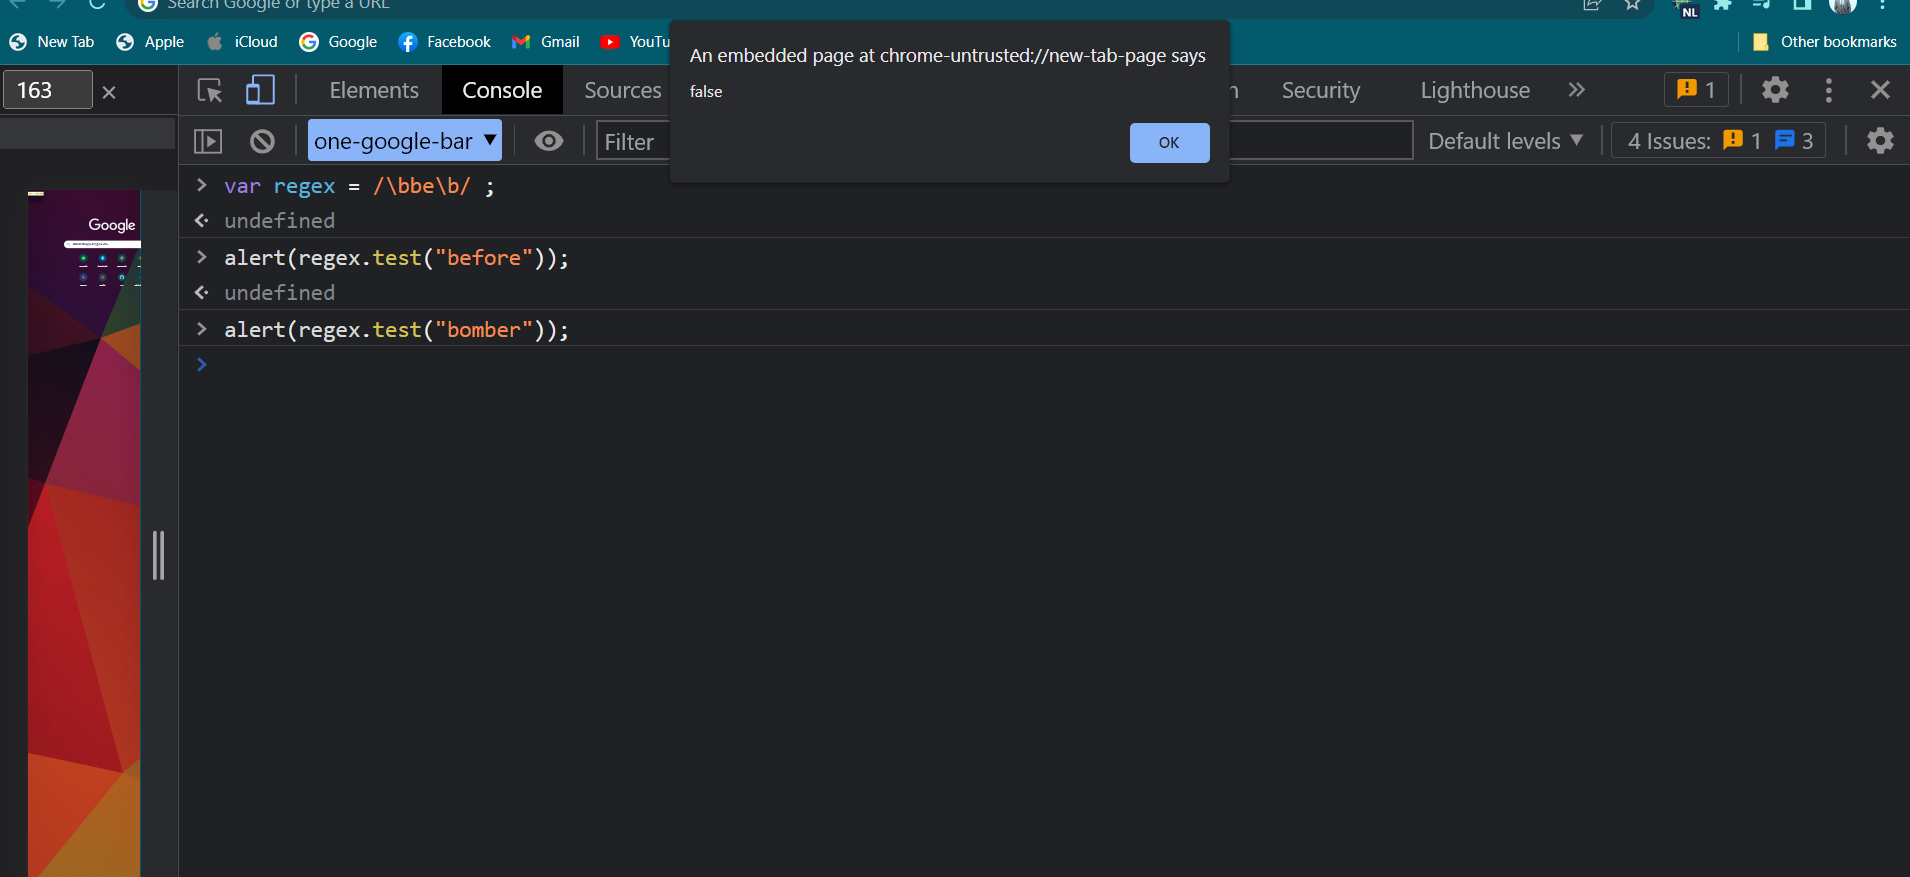 Search Google or type a URL
NL
New Tab
Apple
iCloud
Google
Facebook
Gmail
YouTu
Other bookmarks
An embedded page at chrome-untrusted://new-tab-page says
false
OK
163
Elements
Console
Sources
Security
Lighthouse
1
one-google-bar
Filter
Default levels
4 Issues: 1 3
var regex = /\bbe\b/ ;
undefined
alert(regex.test("before"));
undefined
alert(regex.test("bomber"));
Google